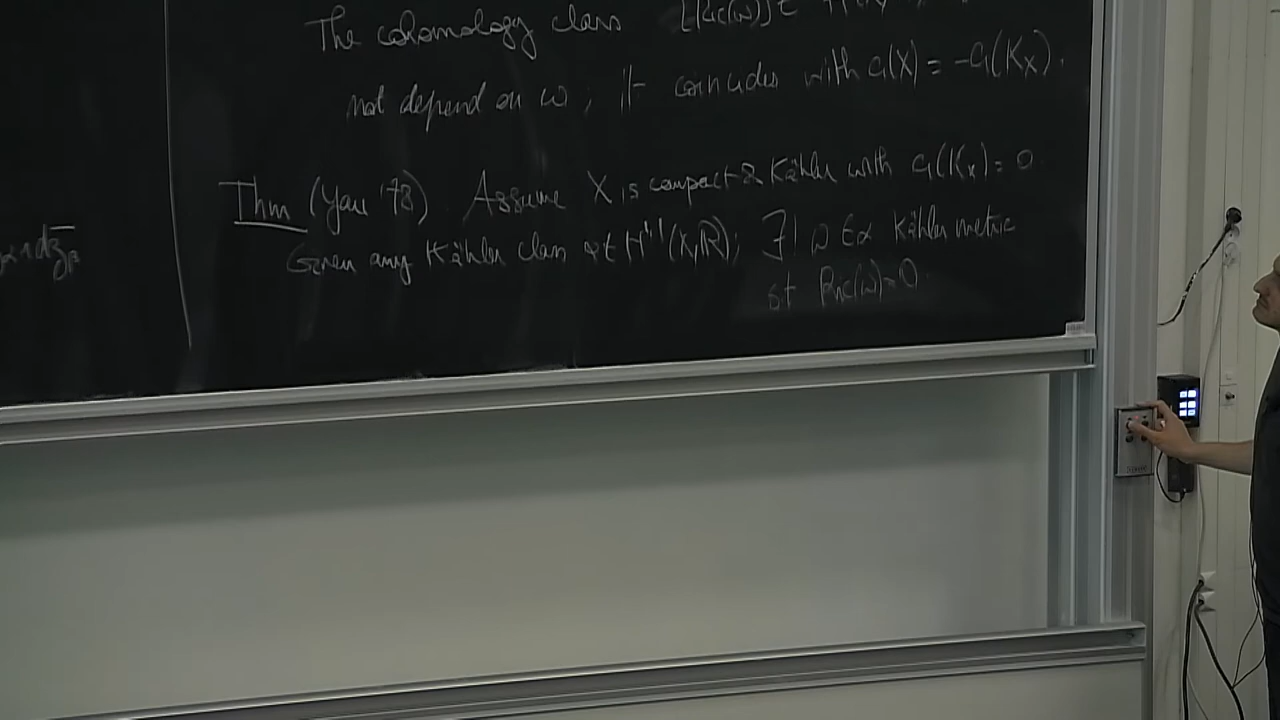 The cohomology class [Ric(ω)] ∈
not depend on ω ; it coincides with c₁(X) = -c₁(K_X).
Thm (Yau '78). Assume X is compact & Kähler with c₁(K_X) = 0
Given any Kähler class α ∈ H^{1,1}(X,ℝ); ∃! ω ∈ α Kähler metric
st Ric(ω)=0.